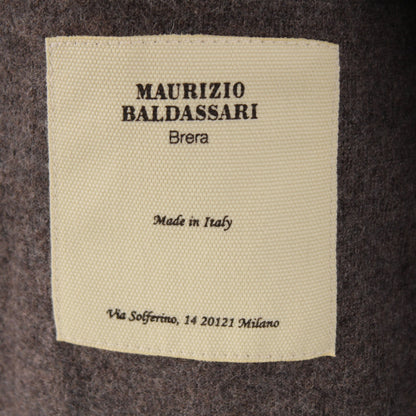 MAURIZIO
BALDASSARI
Brera
Made in Italy
Via Solferino, 14 20121 Milano